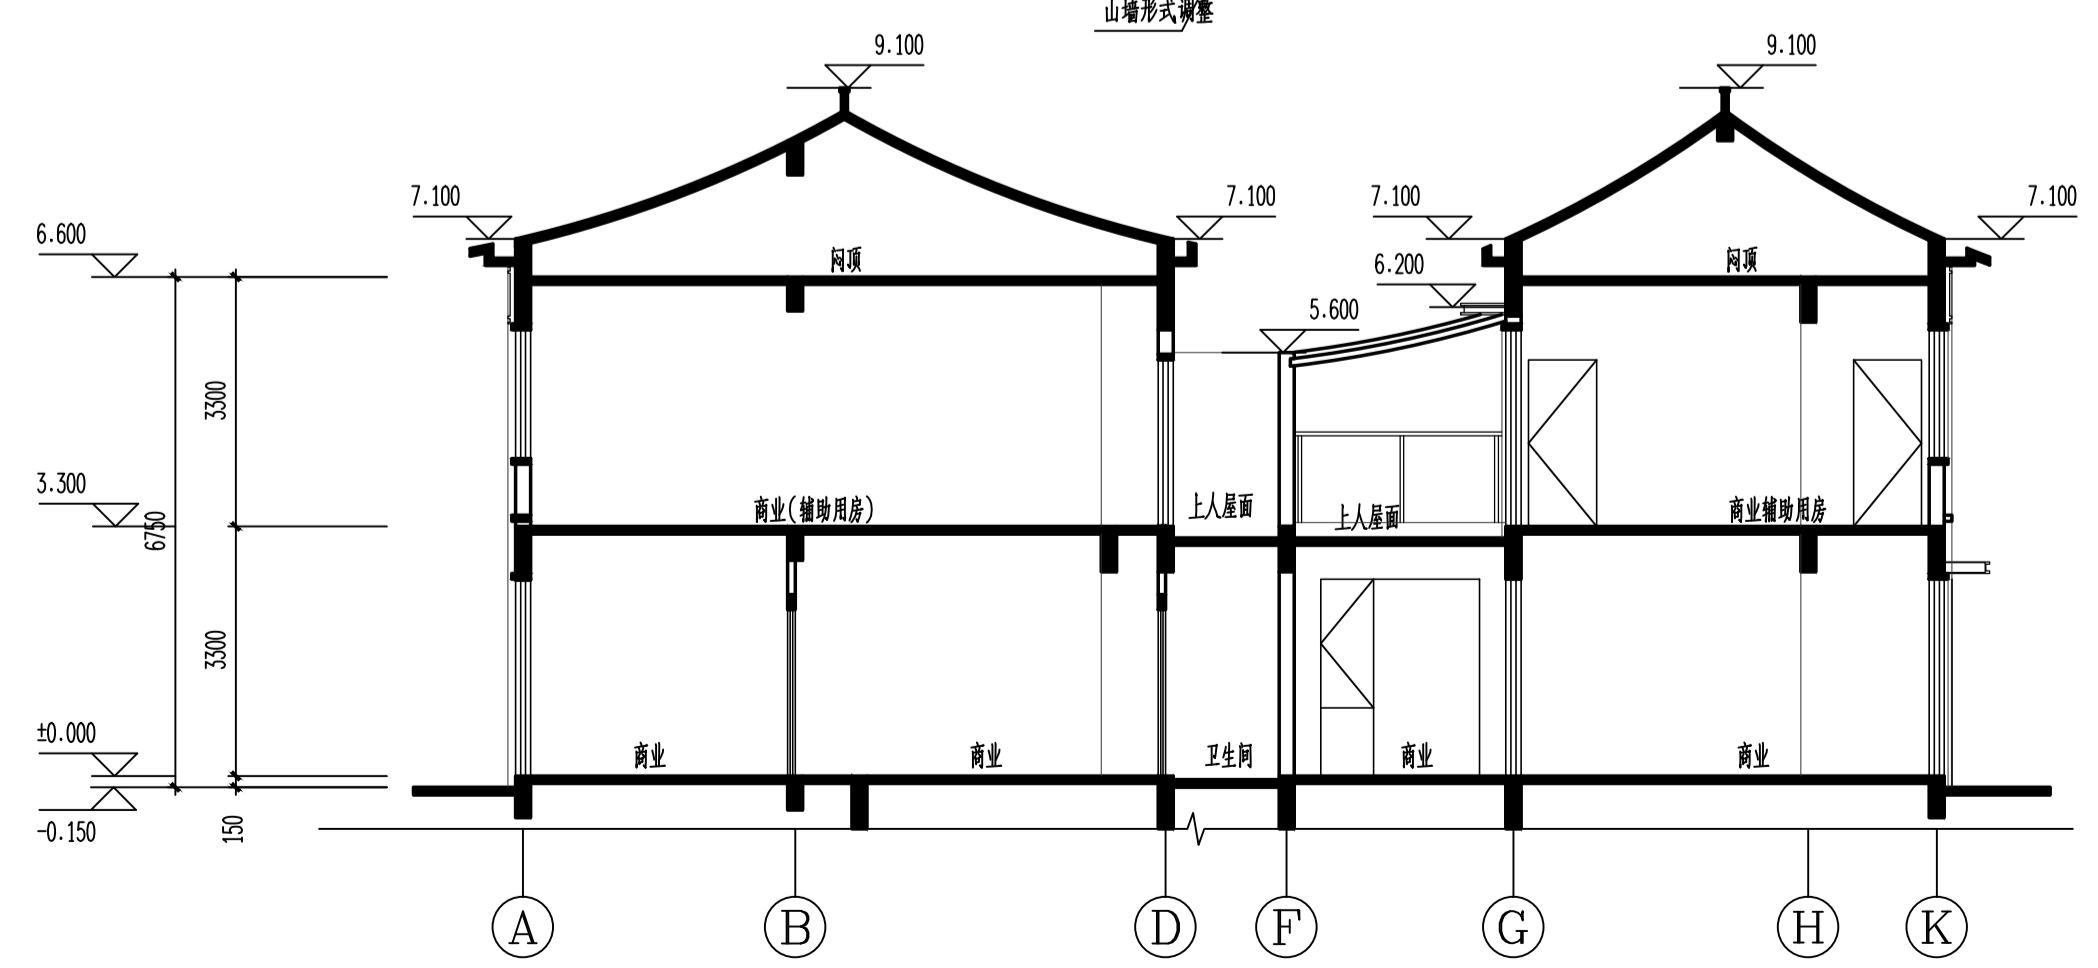 山墙形式调整
9.100
9.100
7.100
7.100
7.100
7.100
6.600
闷顶
闷顶
6.200
5.600
3300
3.300
商业(辅助用房)
上人屋面
上人屋面
商业辅助用房
6750
3300
±0.000
商业
商业
卫生间
商业
商业
-0.150
150
A
B
D
F
G
H
K